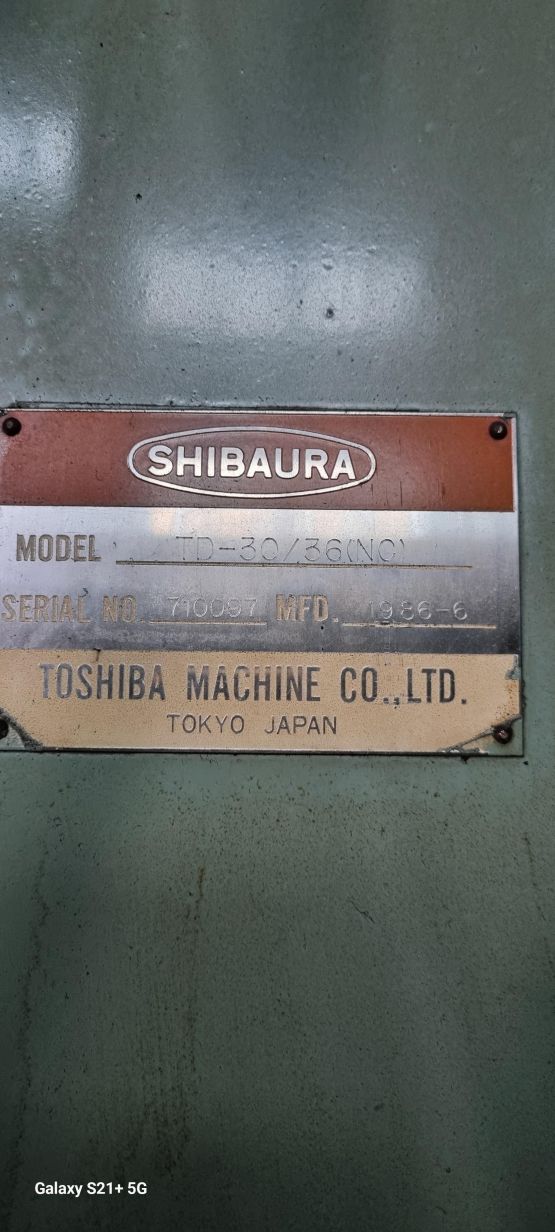 SHIBAURA
MODEL TD-30/36(NC)
SERIAL NO. 710097 MFD. 1986-6
TOSHIBA MACHINE CO.,LTD.
TOKYO JAPAN
Galaxy S21+ 5G